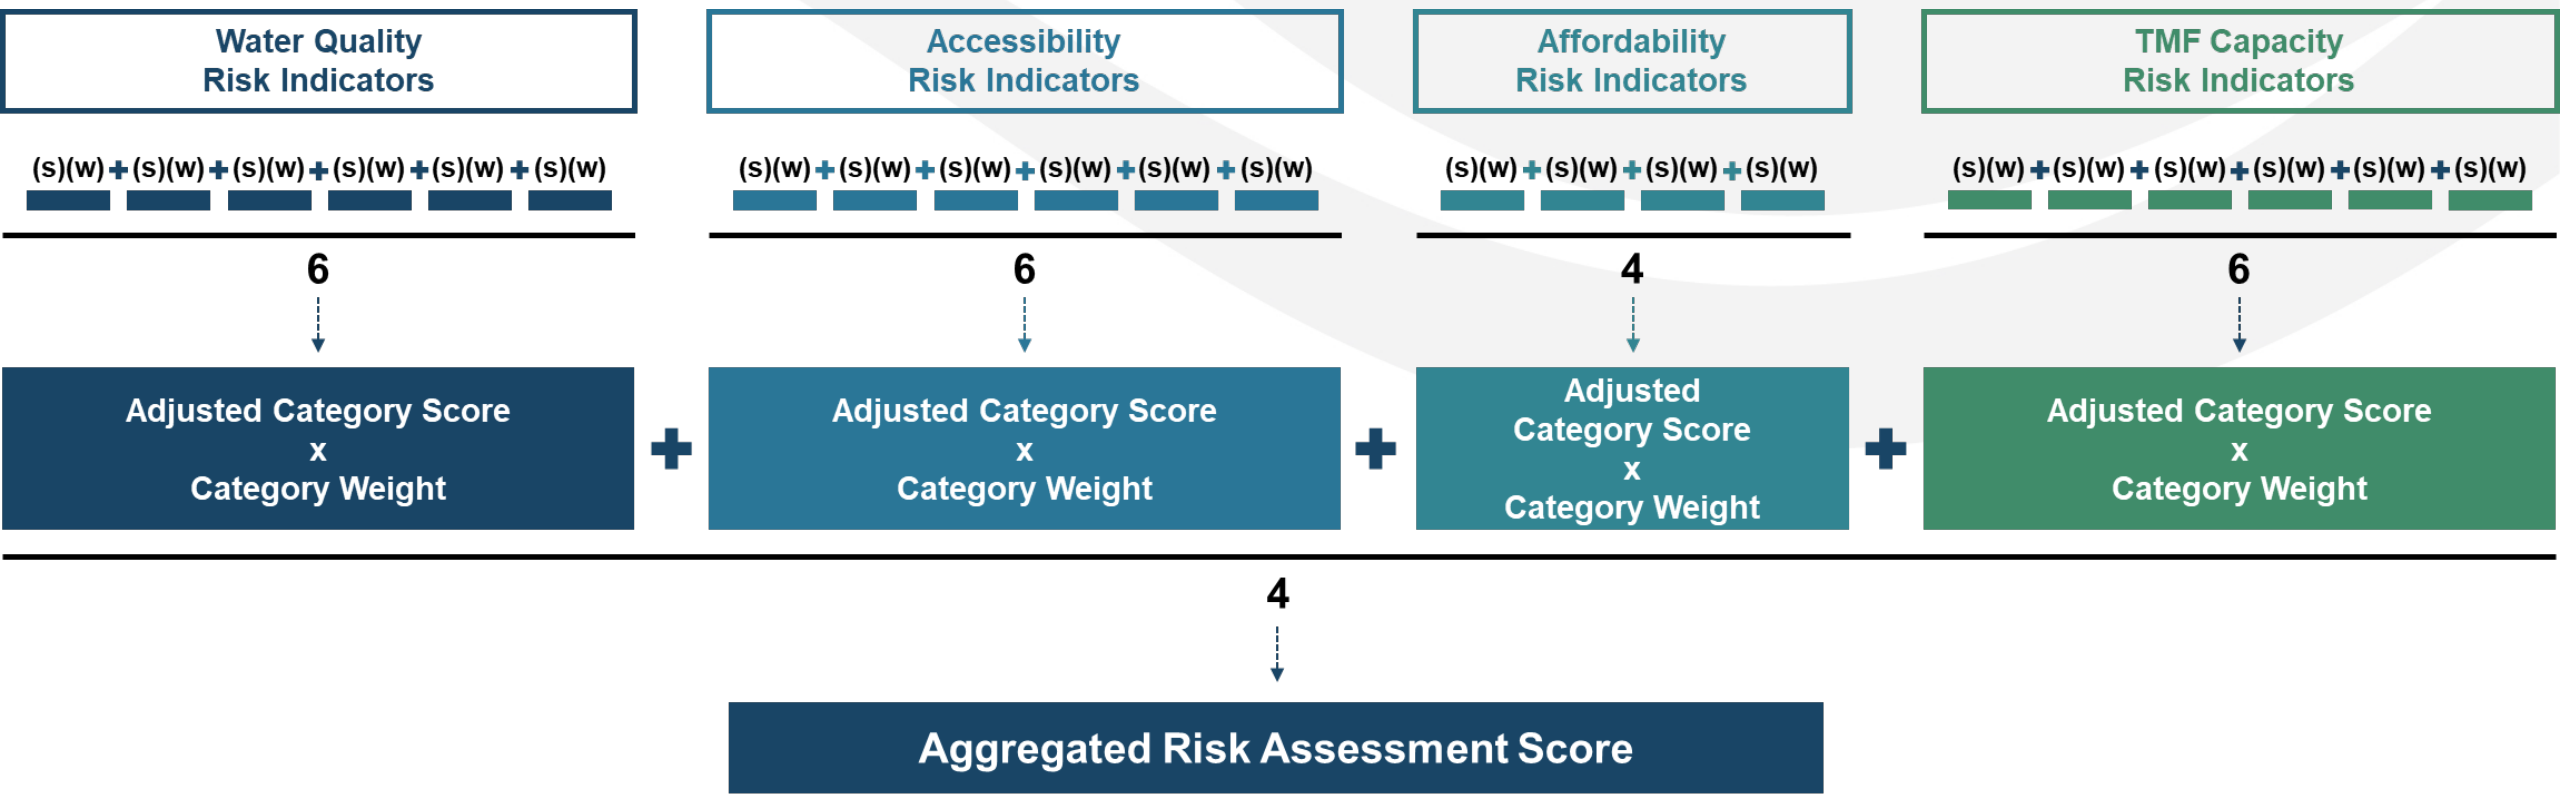 Water Quality
Risk Indicators
Accessibility
Risk Indicators
Affordability
Risk Indicators
TMF Capacity
Risk Indicators
(s)(w) + (s)(w) + (s)(w) + (s)(w) + (s)(w) + (s)(w)
(s)(w) + (s)(w) + (s)(w) + (s)(w) + (s)(w) + (s)(w)
(s)(w) + (s)(w) + (s)(w) + (s)(w)
(s)(w) + (s)(w) + (s)(w) + (s)(w) + (s)(w) + (s)(w)
6
6
4
6
Adjusted Category Score
x
Category Weight
+
Adjusted Category Score
x
Category Weight
+
Adjusted
Category Score
x
Category Weight
+
Adjusted Category Score
x
Category Weight
4
Aggregated Risk Assessment Score